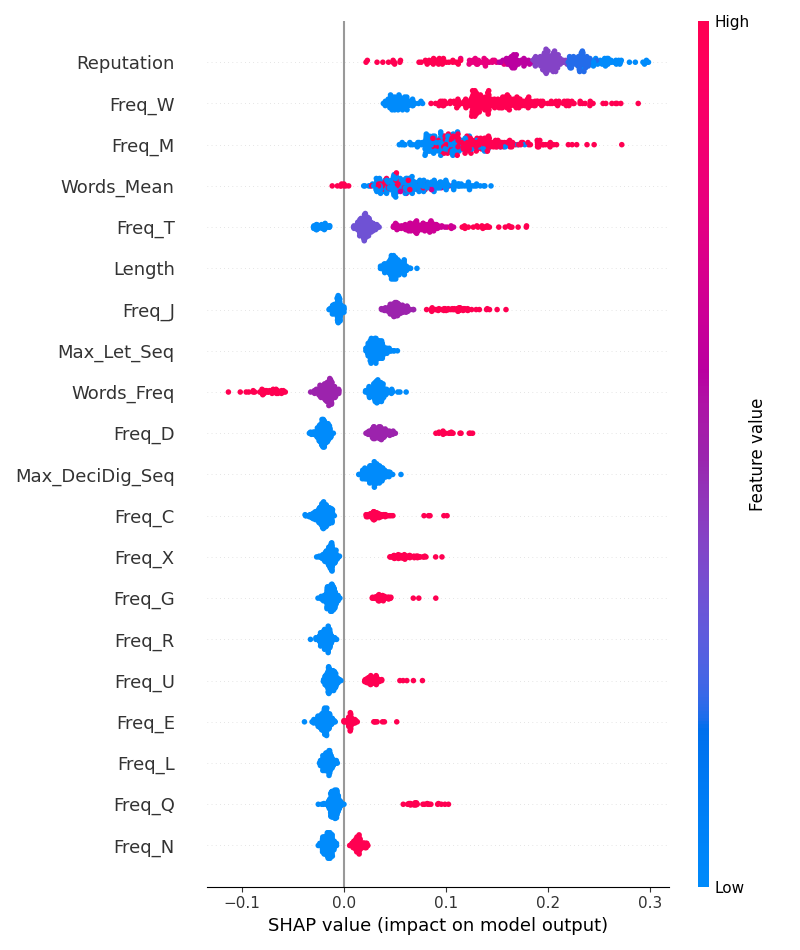 High
Reputation
Freq_W
Freq_M
Words_Mean
Freq_T
Length
Freq_J
Max_Let_Seq
Words_Freq
Freq_D
Max_DeciDig_Seq
Freq_C
Freq_X
Freq_G
Freq_R
Freq_U
Freq_E
Freq_L
Freq_Q
Freq_N
Feature value
Low
−0.1 0.0 0.1 0.2 0.3
SHAP value (impact on model output)